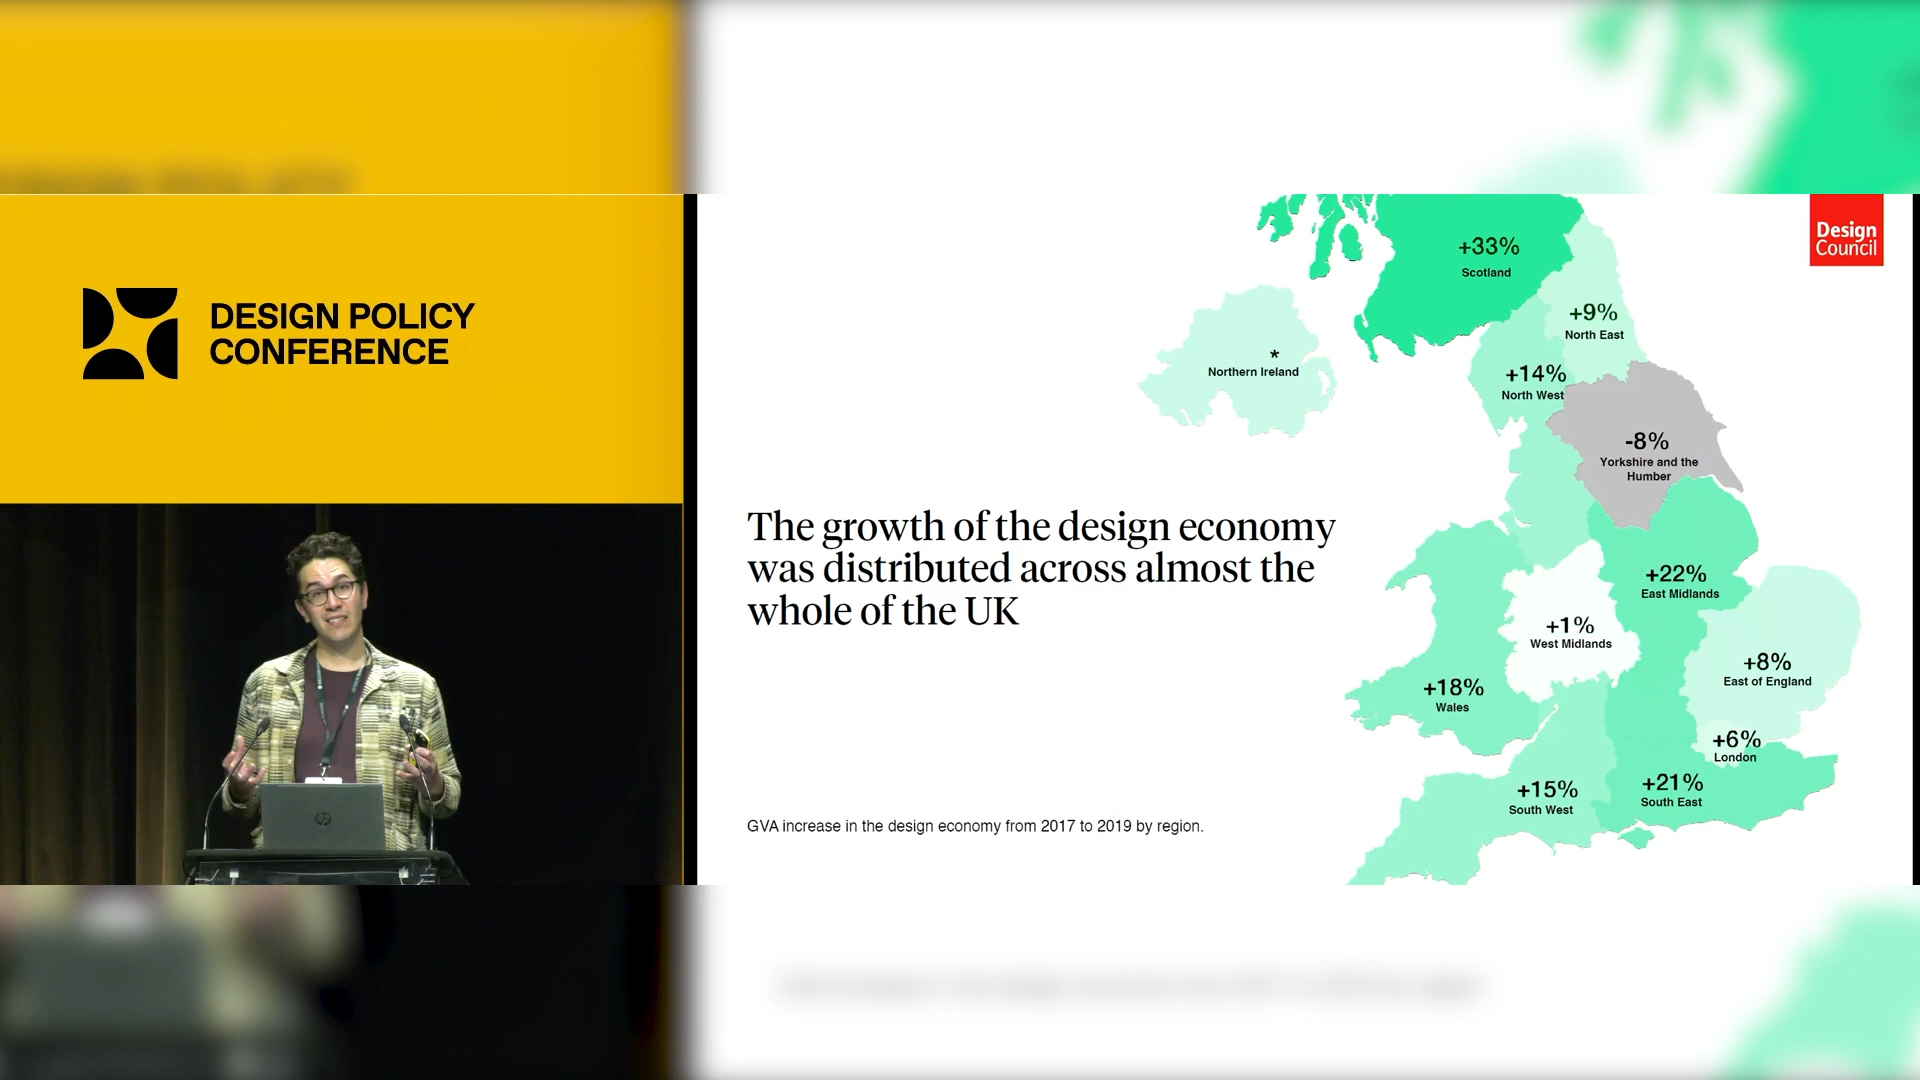 DESIGN POLICY
CONFERENCE
Design
Council
+33%
Scotland
+9%
North East
*
Northern Ireland
+14%
North West
-8%
Yorkshire and the
Humber
The growth of the design economy
was distributed across almost the
whole of the UK
+22%
East Midlands
+1%
West Midlands
+8%
East of England
+18%
Wales
+6%
London
+15%
South West
+21%
South East
GVA increase in the design economy from 2017 to 2019 by region.
hp